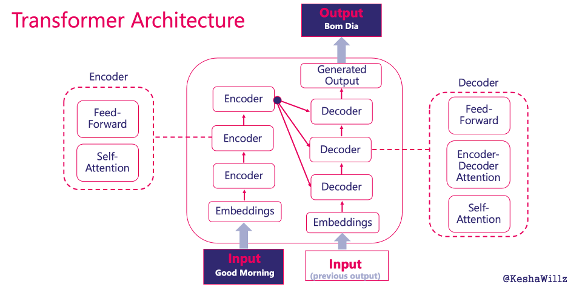 Transformer Architecture
Output
Bom Dia
Encoder
Feed-
Forward
Self-
Attention
Encoder
Encoder
Encoder
Embeddings
Input
Good Morning
Generated
Output
Decoder
Decoder
Decoder
Embeddings
Input
(previous output)
Decoder
Feed-
Forward
Encoder-
Decoder
Attention
Self-
Attention
@KeshaWillz